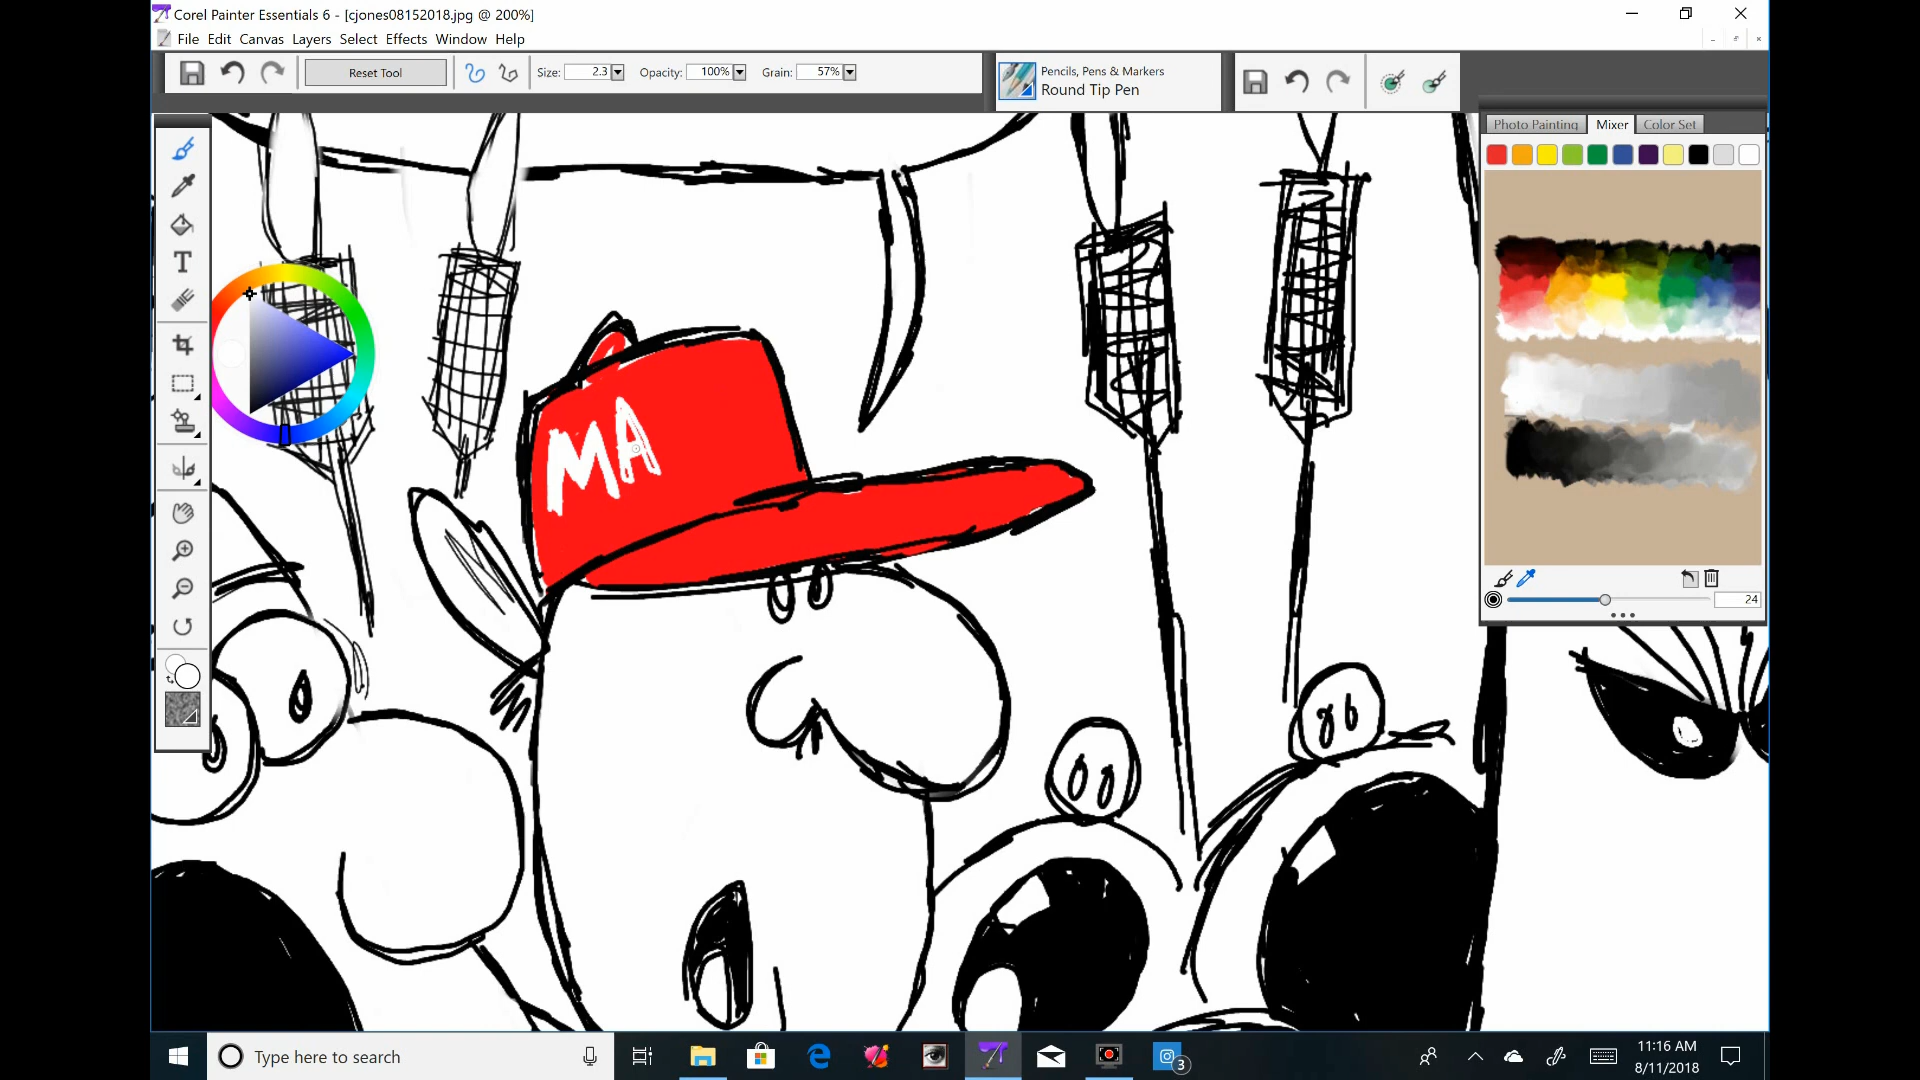 Corel Painter Essentials 6 - [cjones08152018.jpg @ 200%]
File Edit Canvas Layers Select Effects Window Help
Reset Tool Size: 2.3 Opacity: 100% Grain: 57%
Pencils, Pens & Markers
Round Tip Pen
Photo Painting Mixer Color Set
T
MA
24
Type here to search
3
11:16 AM
8/11/2018